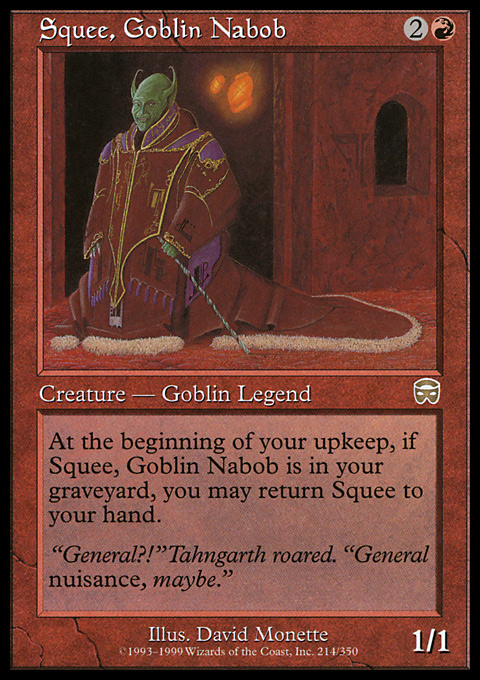 Squee, Goblin Nabob 2
Creature — Goblin Legend
At the beginning of your upkeep, if
Squee, Goblin Nabob is in your
graveyard, you may return Squee to
your hand.
“General?!” Tahngarth roared. “General
nuisance, maybe.”
Illus. David Monette
©1993–1999 Wizards of the Coast, Inc. 214/350
1/1